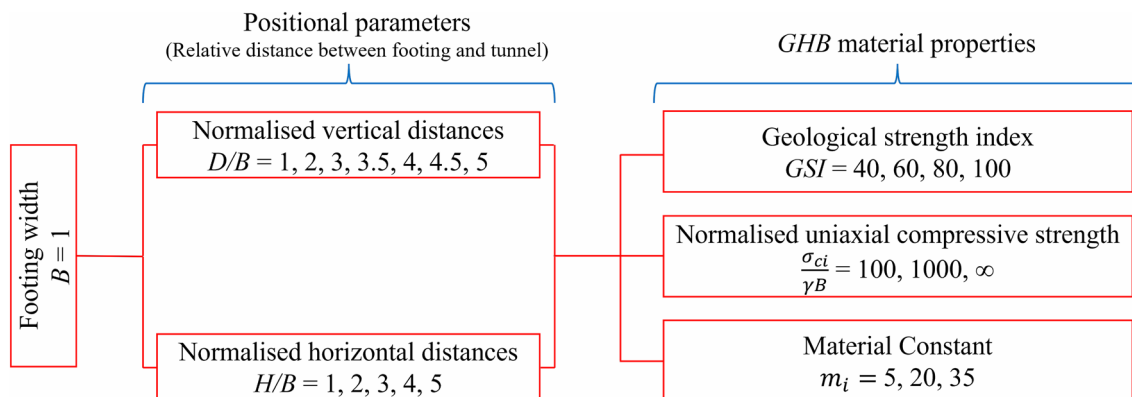 Positional parameters
(Relative distance between footing and tunnel)
GHB material properties
Footing width
B = 1
Normalised vertical distances
D/B = 1, 2, 3, 3.5, 4, 4.5, 5
Normalised horizontal distances
H/B = 1, 2, 3, 4, 5
Geological strength index
GSI = 40, 60, 80, 100
Normalised uniaxial compressive strength
σci/γB = 100, 1000, ∞
Material Constant
mi = 5, 20, 35